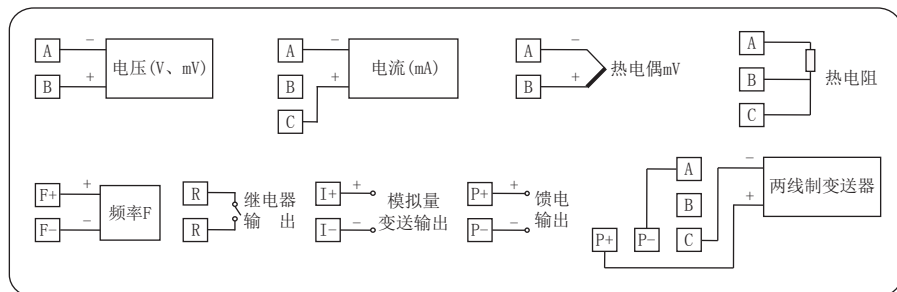 A
−
电压(V、mV)
B
+
A
−
电流(mA)
B
+
C
A
−
热电偶mV
B
+
A
B
热电阻
C
F+
+
频率F
F-
−
R
继电器
输 出
R
I+
+
模拟量
变送输出
I-
−
P+
+
馈电
输出
P-
−
A
−
两线制变送器
B
+
C
P+
P-